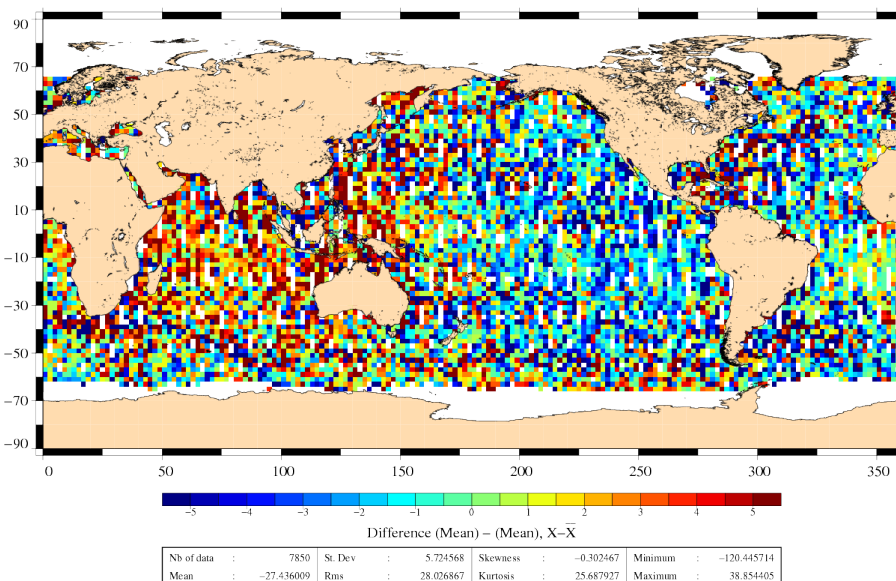 90
70
50
30
10
−10
−30
−50
−70
−90
0 50 100 150 200 250 300 350
−5 −4 −3 −2 −1 0 1 2 3 4 5
Difference (Mean) − (Mean), X−X̅
Nb of data : 7850 St. Dev : 5.724568 Skewness : −0.302467 Minimum : −120.445714
Mean : −27.436009 Rms : 28.026867 Kurtosis : 25.687927 Maximum : 38.854405